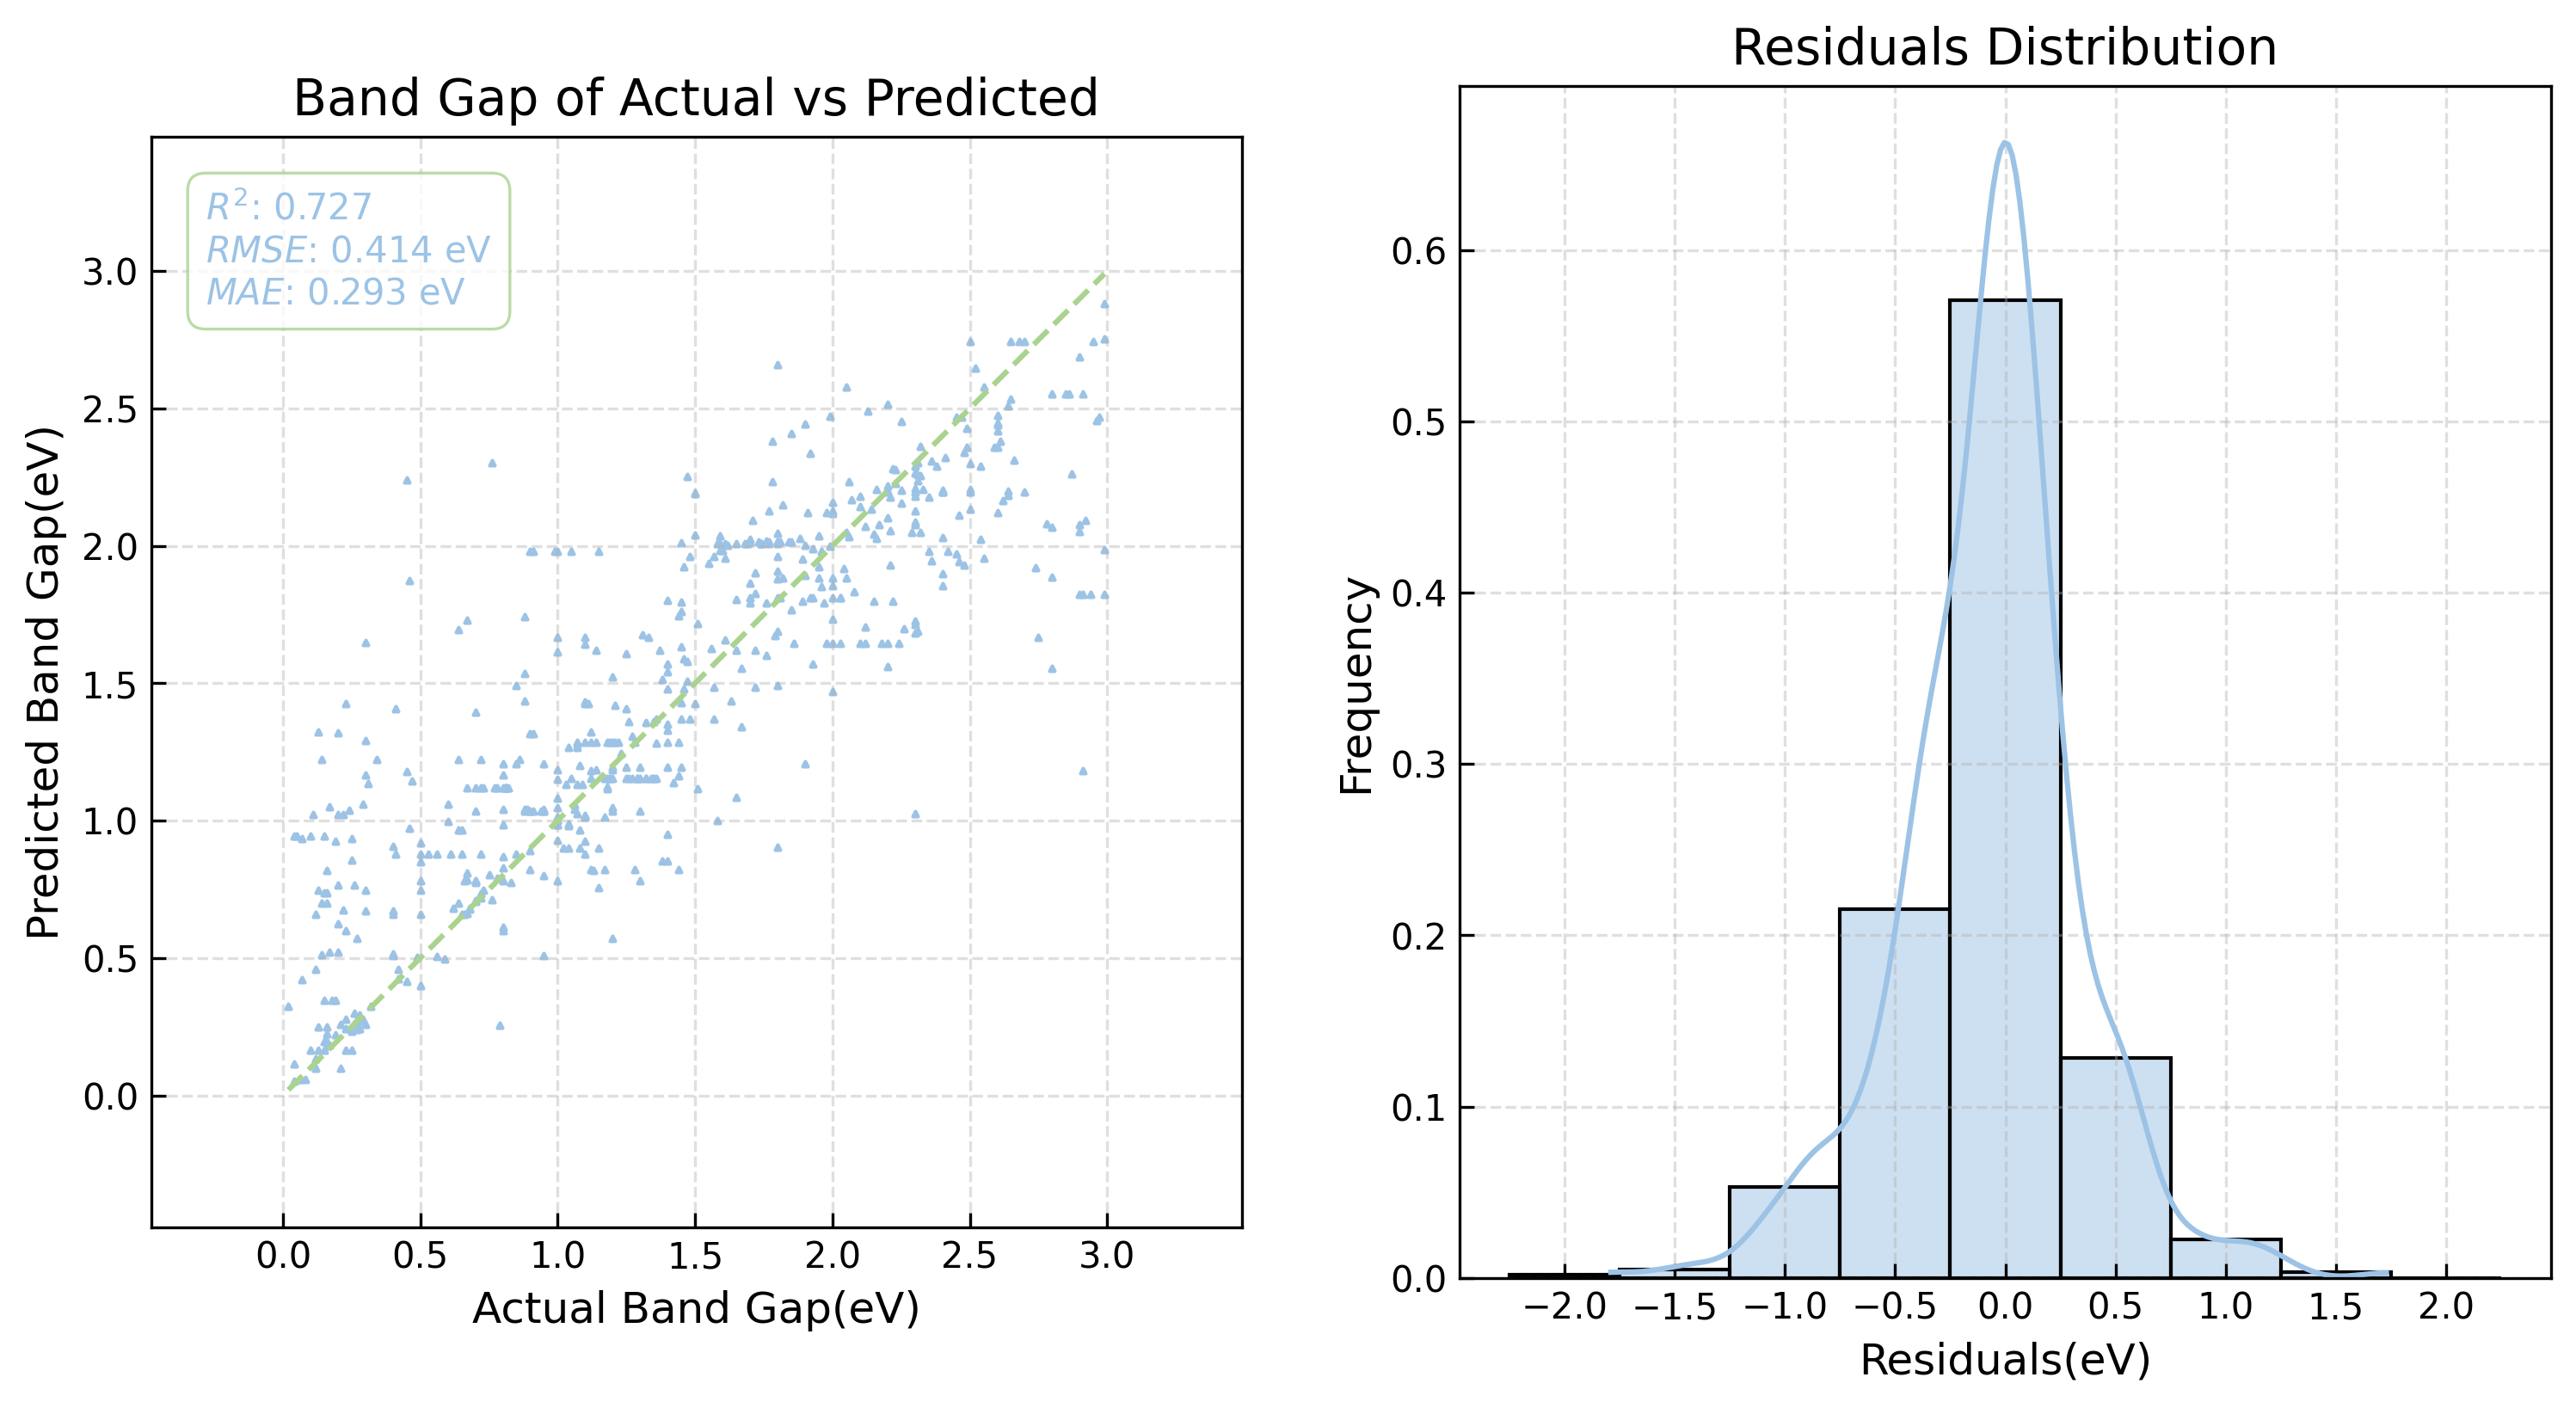 Band Gap of Actual vs Predicted
R²: 0.727
RMSE: 0.414 eV
MAE: 0.293 eV
3.0
2.5
2.0
1.5
1.0
0.5
0.0
Predicted Band Gap(eV)
0.0 0.5 1.0 1.5 2.0 2.5 3.0
Actual Band Gap(eV)
Residuals Distribution
0.6
0.5
0.4
0.3
0.2
0.1
0.0
Frequency
−2.0 −1.5 −1.0 −0.5 0.0 0.5 1.0 1.5 2.0
Residuals(eV)